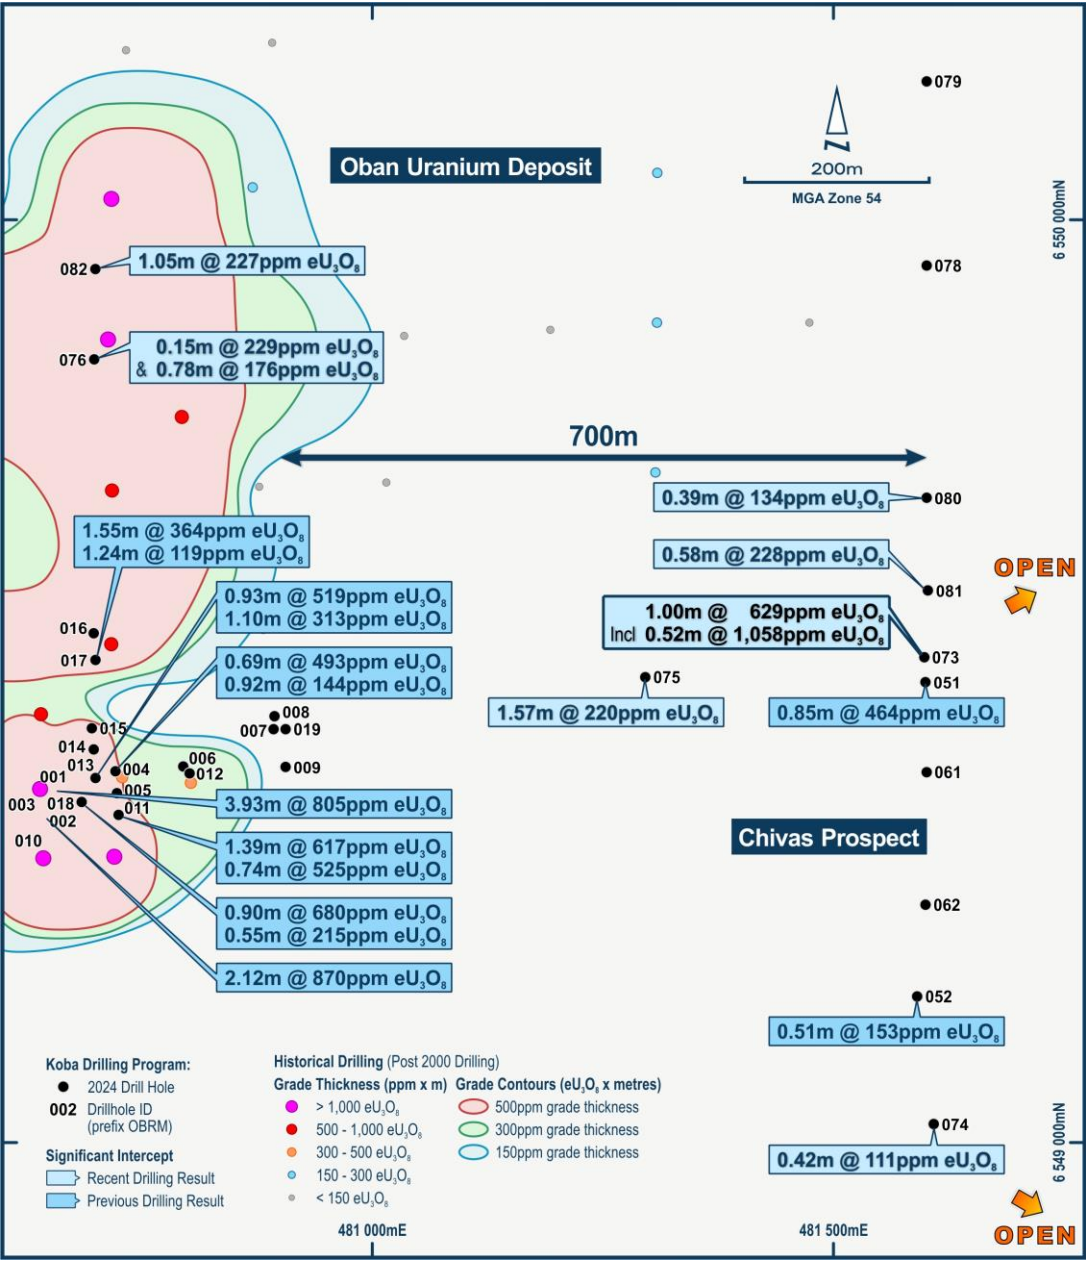 079
Oban Uranium Deposit
200m
MGA Zone 54
6 550 000mN
082
1.05m @ 227ppm eU₃O₈
078
076
0.15m @ 229ppm eU₃O₈
& 0.78m @ 176ppm eU₃O₈
700m
0.39m @ 134ppm eU₃O₈
080
1.55m @ 364ppm eU₃O₈
1.24m @ 119ppm eU₃O₈
0.58m @ 228ppm eU₃O₈
081
OPEN
0.93m @ 519ppm eU₃O₈
1.10m @ 313ppm eU₃O₈
1.00m @ 629ppm eU₃O₈
Incl 0.52m @ 1,058ppm eU₃O₈
016
017
0.69m @ 493ppm eU₃O₈
0.92m @ 144ppm eU₃O₈
073
075
051
1.57m @ 220ppm eU₃O₈
0.85m @ 464ppm eU₃O₈
008
007
019
015
014
013
004
006
012
009
061
001
005
003
018
002
011
010
3.93m @ 805ppm eU₃O₈
1.39m @ 617ppm eU₃O₈
0.74m @ 525ppm eU₃O₈
Chivas Prospect
0.90m @ 680ppm eU₃O₈
0.55m @ 215ppm eU₃O₈
062
2.12m @ 870ppm eU₃O₈
052
0.51m @ 153ppm eU₃O₈
074
0.42m @ 111ppm eU₃O₈
6 549 000mN
OPEN
Koba Drilling Program:
2024 Drill Hole
002 Drillhole ID
(prefix OBRM)
Significant Intercept
Recent Drilling Result
Previous Drilling Result
Historical Drilling (Post 2000 Drilling)
Grade Thickness (ppm x m)
> 1,000 eU₃O₈
500 - 1,000 eU₃O₈
300 - 500 eU₃O₈
150 - 300 eU₃O₈
< 150 eU₃O₈
Grade Contours (eU₃O₈ x metres)
500ppm grade thickness
300ppm grade thickness
150ppm grade thickness
481 000mE
481 500mE